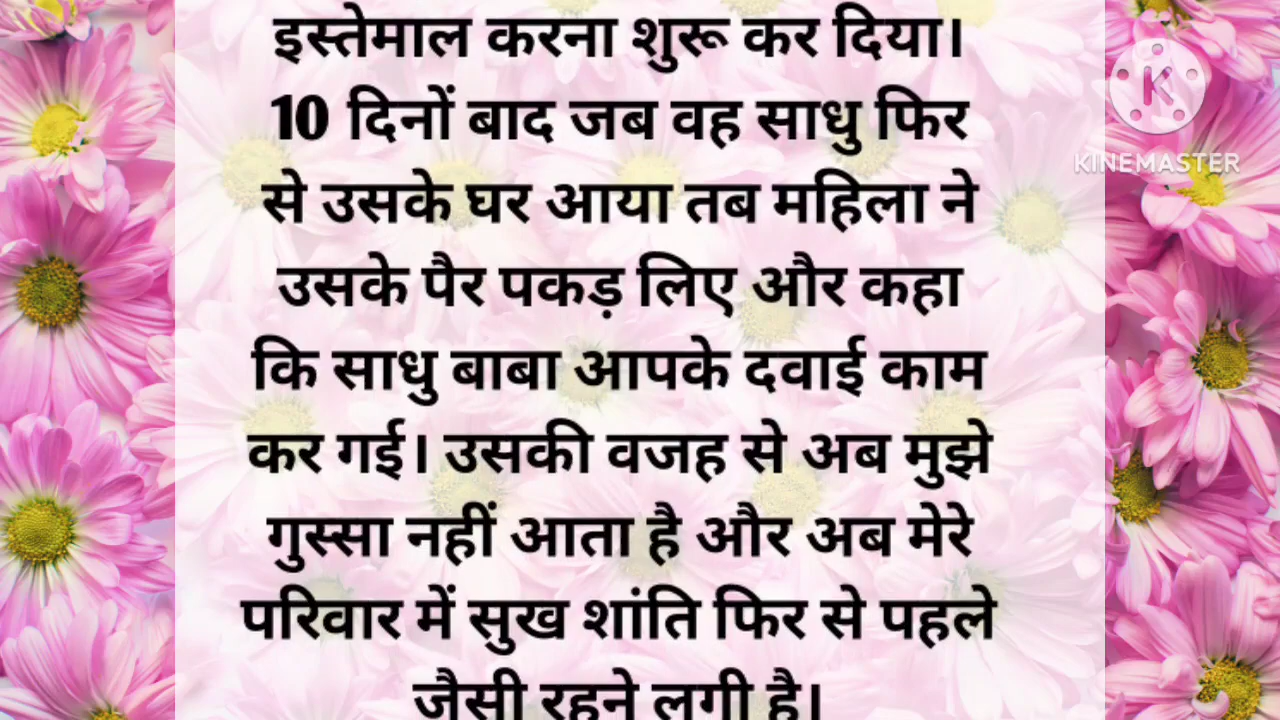 इस्तेमाल करना शुरू कर दिया।
10 दिनों बाद जब वह साधु फिर
से उसके घर आया तब महिला ने
उसके पैर पकड़ लिए और कहा
कि साधु बाबा आपके दवाई काम
कर गई। उसकी वजह से अब मुझे
गुस्सा नहीं आता है और अब मेरे
परिवार में सुख शांति फिर से पहले
जैसी रहने लगी है।
K
KINEMASTER